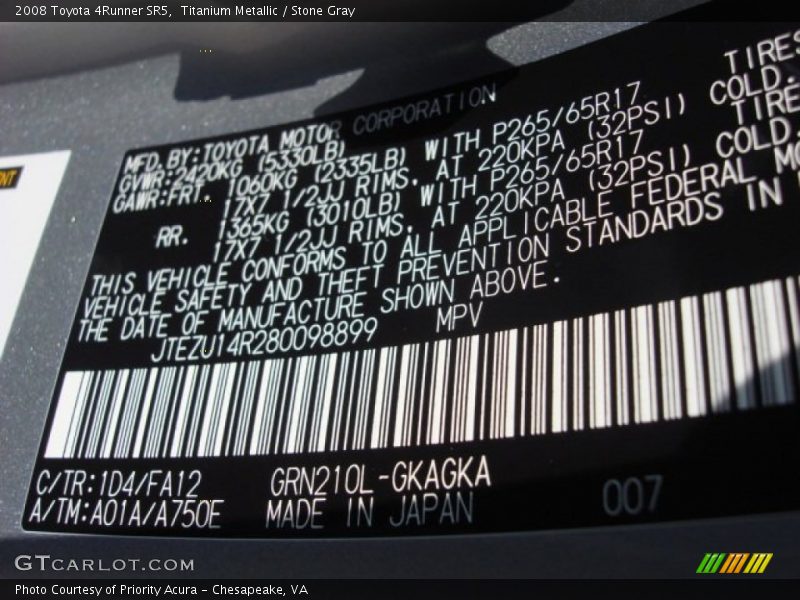 2008 Toyota 4Runner SR5,  Titanium Metallic / Stone Gray
MFD.BY:TOYOTA MOTOR CORPORATION
GVWR:2420KG (5330LB)
GAWR:FRT. 1060KG (2335LB) WITH P265/65R17 TIRES
17X7 1/2JJ RIMS, AT 220KPA (32PSI) COLD.
RR. 1365KG (3010LB) WITH P265/65R17 TIRES
17X7 1/2JJ RIMS, AT 220KPA (32PSI) COLD.
THIS VEHICLE CONFORMS TO ALL APPLICABLE FEDERAL
VEHICLE SAFETY AND THEFT PREVENTION STANDARDS IN
THE DATE OF MANUFACTURE SHOWN ABOVE.
JTEZU14R280098899 MPV
C/TR:1D4/FA12 GRN210L-GKAGKA
A/TM:A01A/A750E MADE IN JAPAN 007
GTCARLOT.COM
Photo Courtesy of Priority Acura – Chesapeake, VA